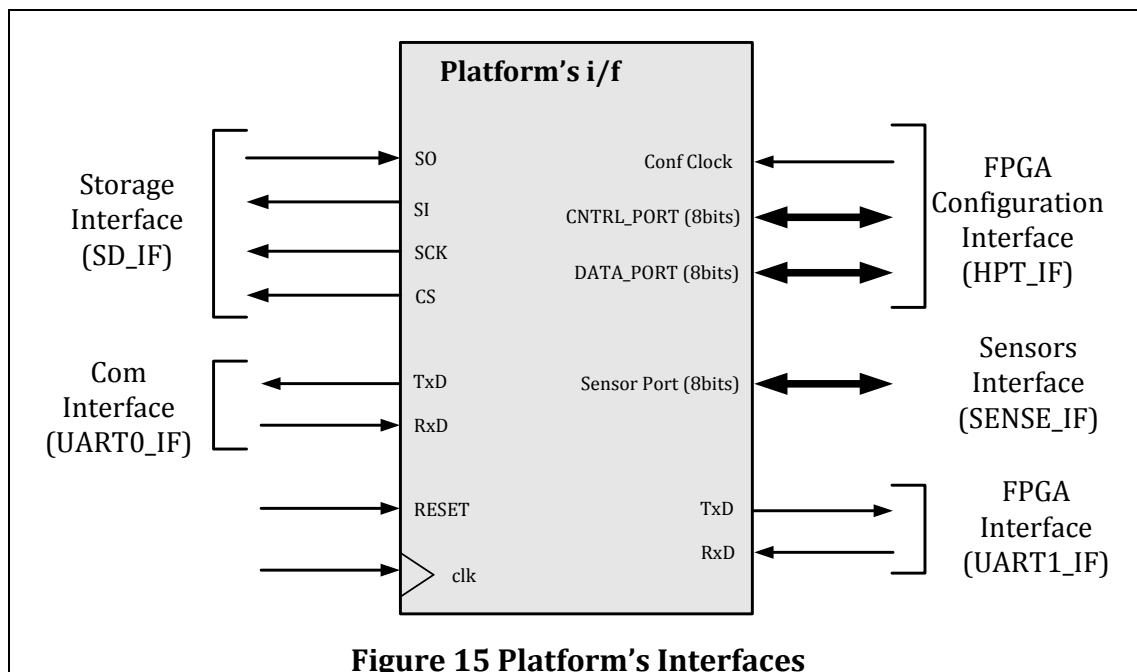 Platform's i/f
Storage
Interface
(SD_IF)
SO
SI
SCK
CS
Com
Interface
(UART0_IF)
TxD
RxD
RESET
clk
Conf Clock
CNTRL_PORT (8bits)
DATA_PORT (8bits)
FPGA
Configuration
Interface
(HPT_IF)
Sensor Port (8bits)
Sensors
Interface
(SENSE_IF)
TxD
RxD
FPGA
Interface
(UART1_IF)
Figure 15 Platform's Interfaces